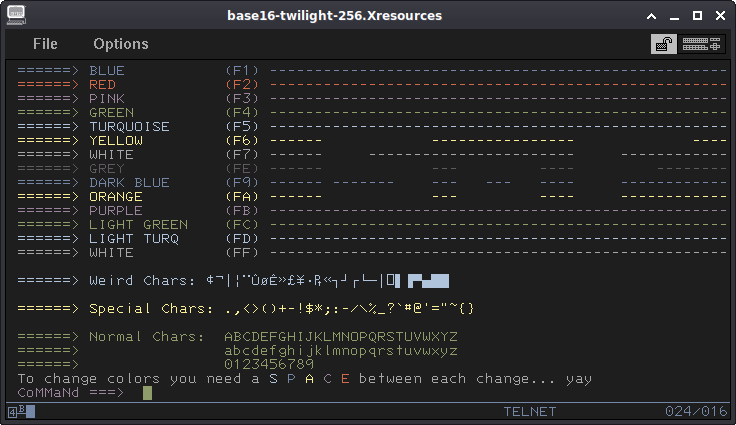 base16-twilight-256.Xresources
File Options
======> BLUE (F1) ------------------------------------------------------
======> RED (F2) ------------------------------------------------------
======> PINK (F3) ------------------------------------------------------
======> GREEN (F4) ------------------------------------------------------
======> TURQUOISE (F5) ------------------------------------------------------
======> YELLOW (F6) ------ ----------------- ----
======> WHITE (F7) ------ --------------------- -------------
======> GREY (FE) ------ --- --- --------
======> DARK BLUE (F9) ------ ------- --- --- --- -------------
======> ORANGE (FA) ------ --- ---- -------------
======> PURPLE (FB) ------------------------------------------------------
======> LIGHT GREEN (FC) ------------------------------------------------------
======> LIGHT TURQ (FD) ------------------------------------------------------
======> WHITE (FF) ------------------------------------------------------
======> Weird Chars: ¢¬|¦¨ÛøÊ»£¥·₧«┐┘┌└─│
======> Special Chars: .,<>()+-!$*;:-/\%_?`#@'="~{}
======> Normal Chars: ABCDEFGHIJKLMNOPQRSTUVWXYZ
======> abcdefghijklmnopqrstuvwxyz
======> 0123456789
To change colors you need a S P A C E between each change... yay
CoMMaNd ===>
4 B TELNET 024/016